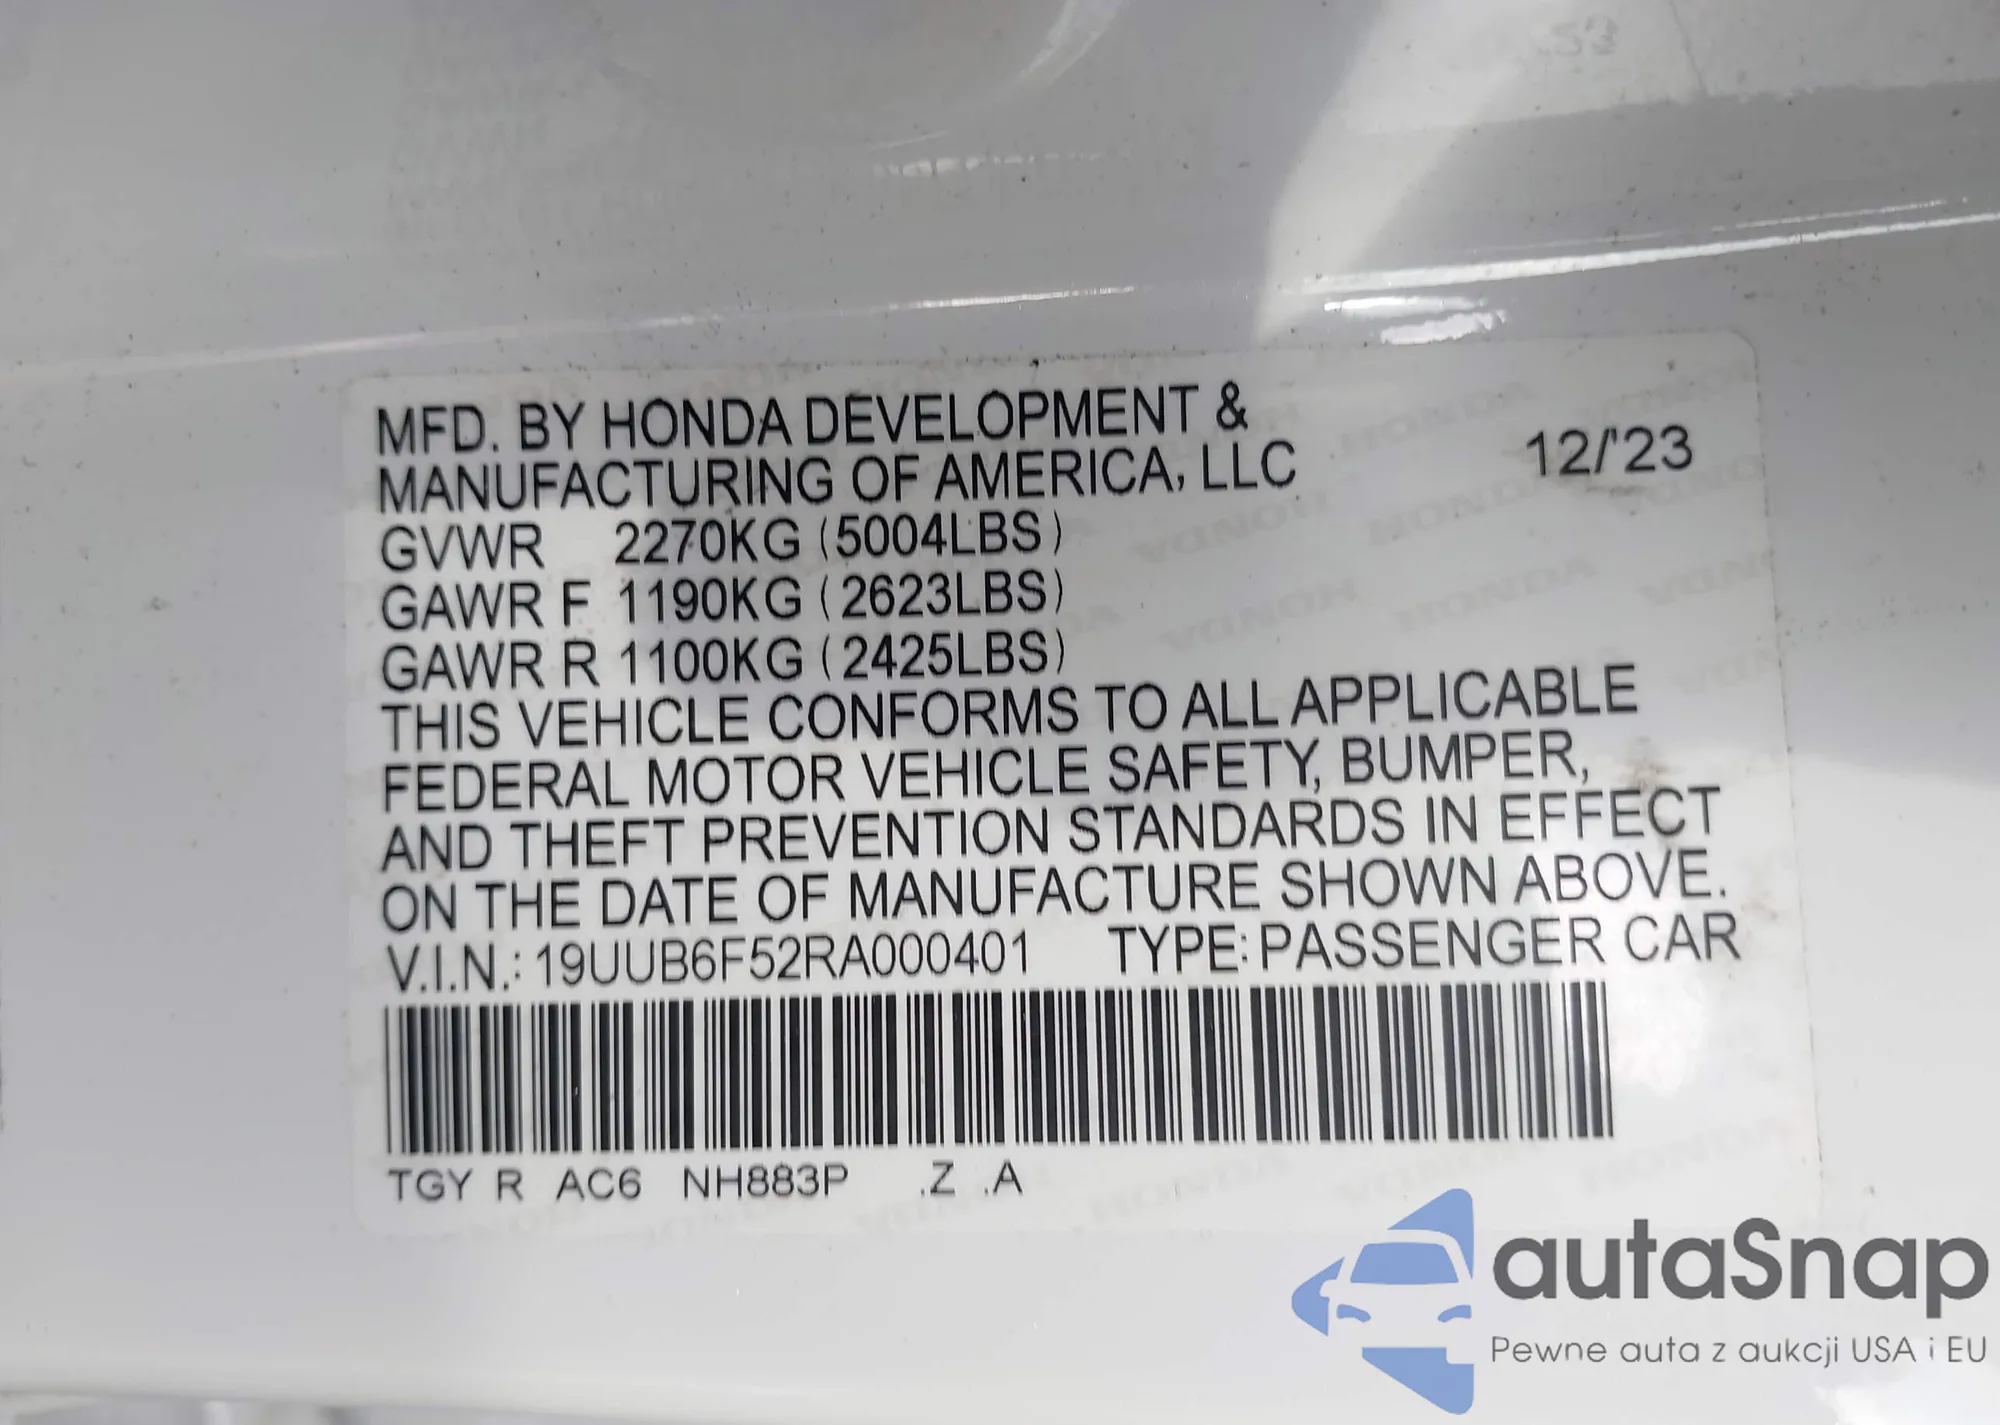 MFD. BY HONDA DEVELOPMENT &
MANUFACTURING OF AMERICA, LLC 12/'23
GVWR 2270KG (5004LBS)
GAWR F 1190KG (2623LBS)
GAWR R 1100KG (2425LBS)
THIS VEHICLE CONFORMS TO ALL APPLICABLE
FEDERAL MOTOR VEHICLE SAFETY, BUMPER,
AND THEFT PREVENTION STANDARDS IN EFFECT
ON THE DATE OF MANUFACTURE SHOWN ABOVE.
V.I.N.: 19UUB6F52RA000401 TYPE: PASSENGER CAR
TGY R AC6 NH883P .Z .A
autaSnap
Pewne auta z aukcji USA i EU